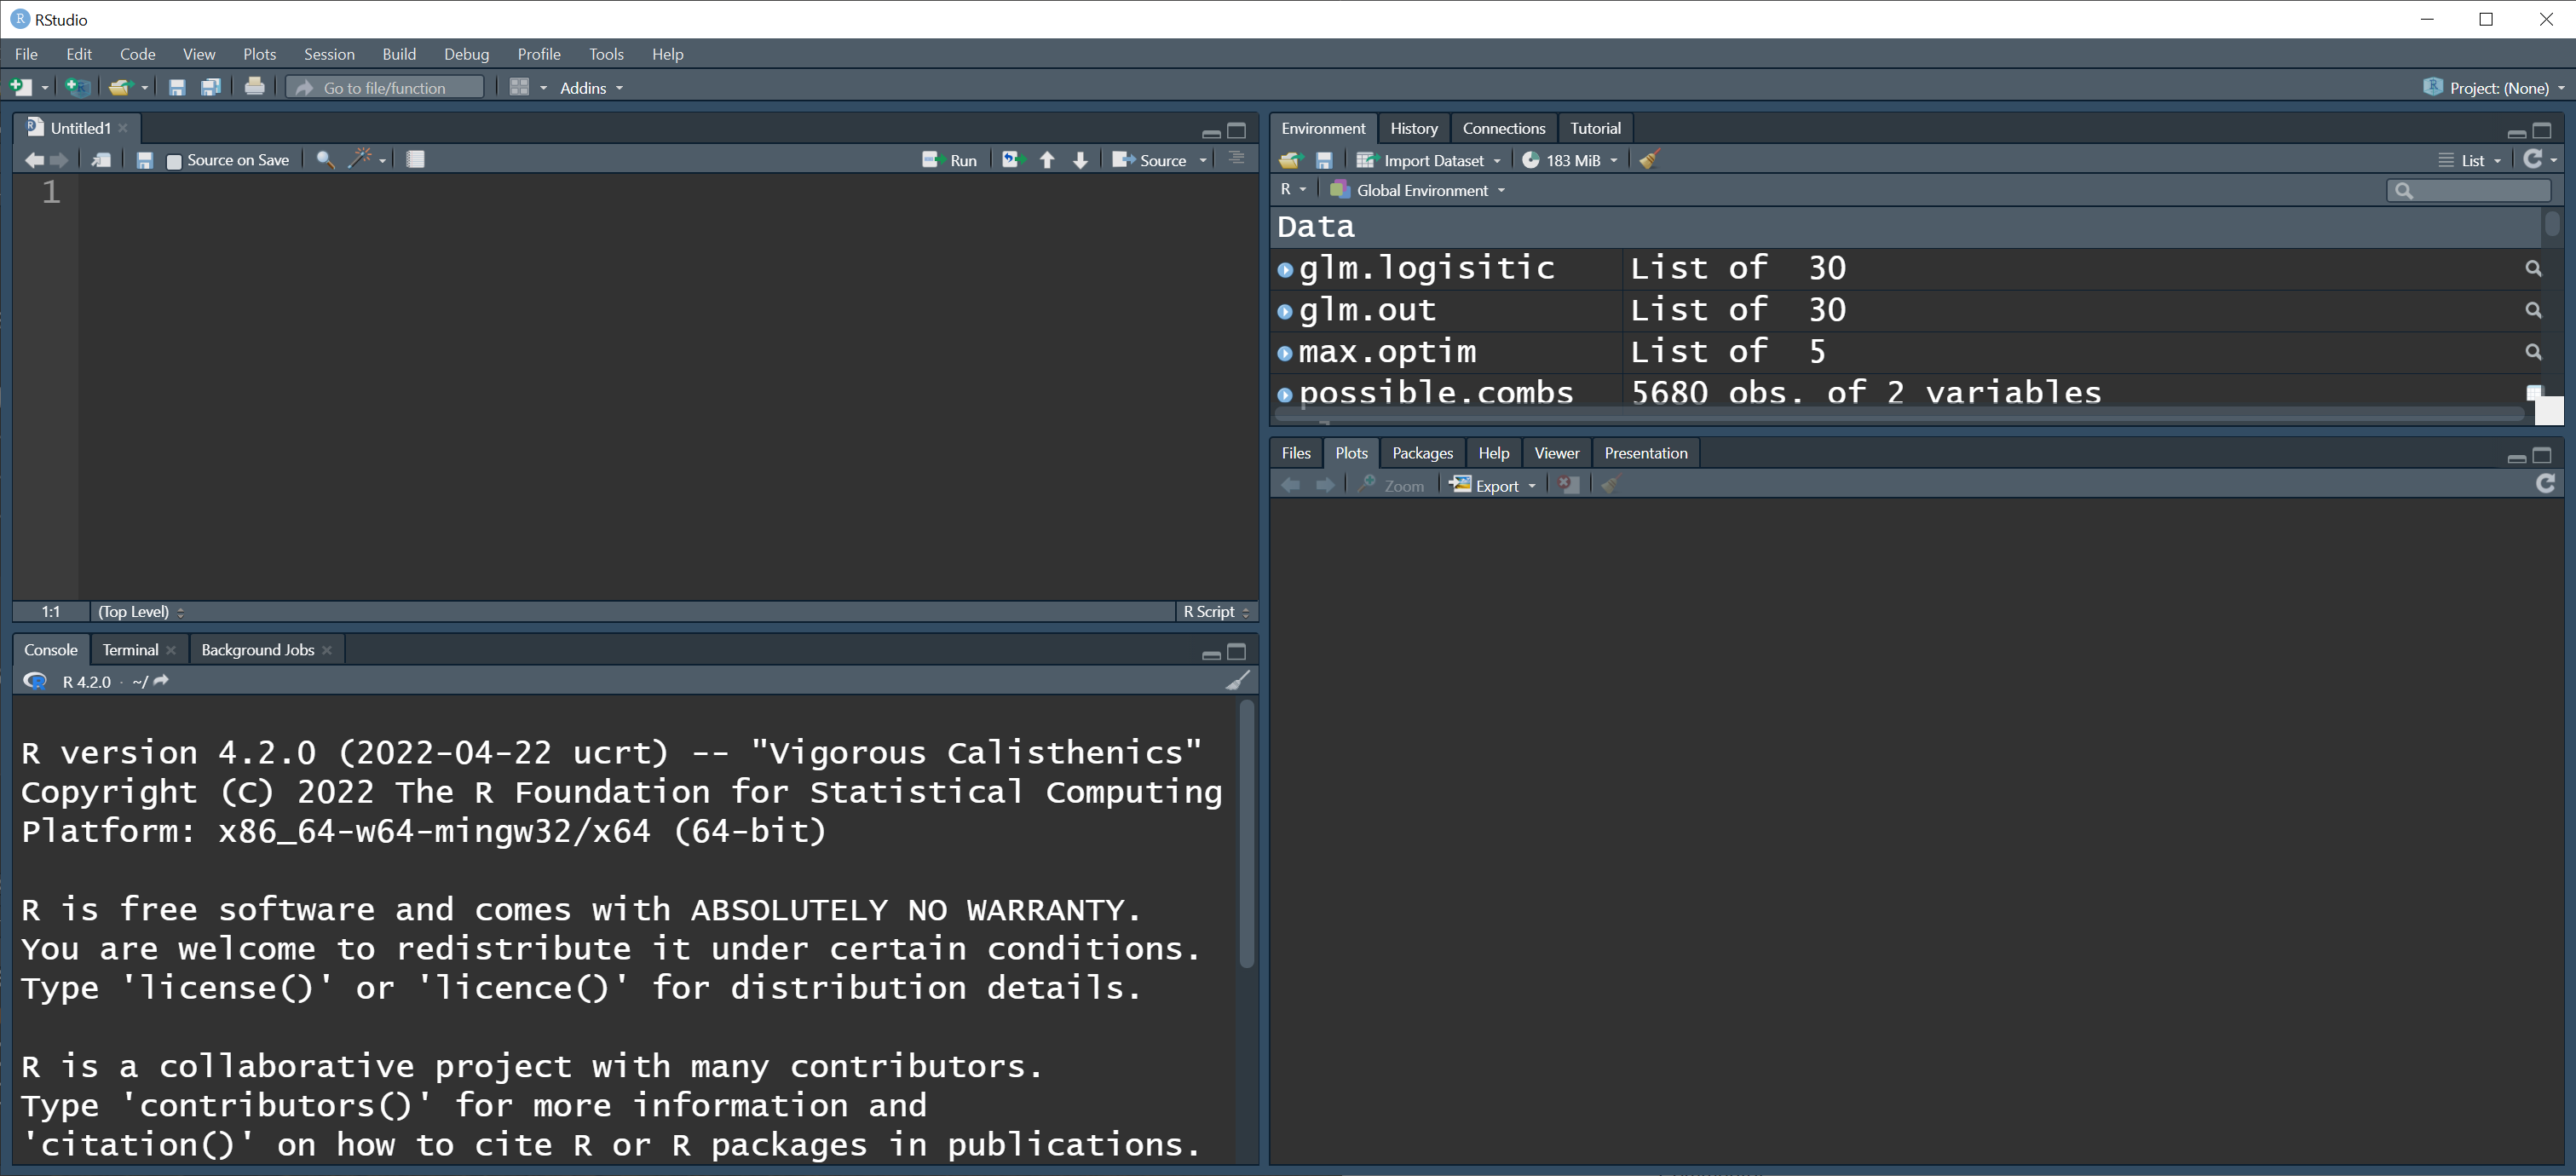 RStudio
File Edit Code View Plots Session Build Debug Profile Tools Help
Go to file/function Addins Project: (None)
Untitled1
Source on Save Run Source
1
1:1 (Top Level) R Script
Console Terminal Background Jobs
R 4.2.0 · ~/
R version 4.2.0 (2022-04-22 ucrt) -- "Vigorous Calisthenics"
Copyright (C) 2022 The R Foundation for Statistical Computing
Platform: x86_64-w64-mingw32/x64 (64-bit)
R is free software and comes with ABSOLUTELY NO WARRANTY.
You are welcome to redistribute it under certain conditions.
Type 'license()' or 'licence()' for distribution details.
R is a collaborative project with many contributors.
Type 'contributors()' for more information and
'citation()' on how to cite R or R packages in publications.
Environment History Connections Tutorial
Import Dataset 183 MiB List
R Global Environment
Data
glm.logisitic List of 30
glm.out List of 30
max.optim List of 5
possible.combs 5680 obs. of 2 variables
Files Plots Packages Help Viewer Presentation
Zoom Export